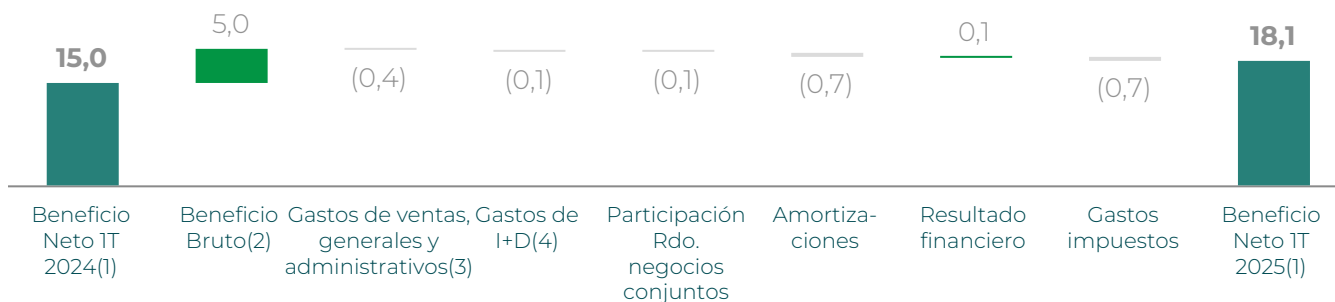 15,0
5,0
(0,4)
(0,1)
(0,1)
(0,7)
0,1
(0,7)
18,1
Beneficio
Neto 1T
2024(1)
Beneficio
Bruto(2)
Gastos de ventas,
generales y
administrativos(3)
Gastos de
I+D(4)
Participación
Rdo.
negocios
conjuntos
Amortiza-
ciones
Resultado
financiero
Gastos
impuestos
Beneficio
Neto 1T
2025(1)